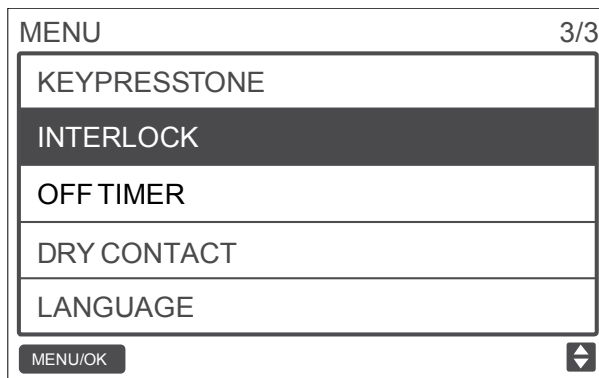 MENU 3/3
KEYPRESSTONE
INTERLOCK
OFF TIMER
DRY CONTACT
LANGUAGE
MENU/OK